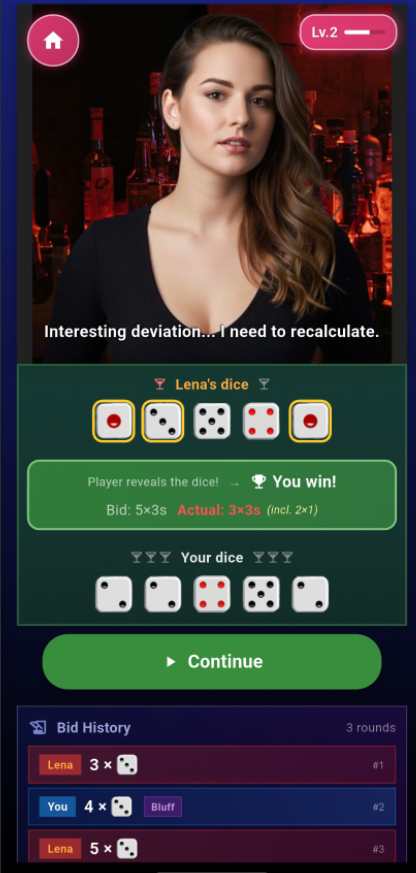 Lv.2
Interesting deviation... I need to recalculate.
Lena's dice
Player reveals the dice! → You win!
Bid: 5×3s Actual: 3×3s (incl. 2×1)
Your dice
Continue
Bid History 3 rounds
Lena 3 × #1
You 4 × Bluff #2
Lena 5 × #3